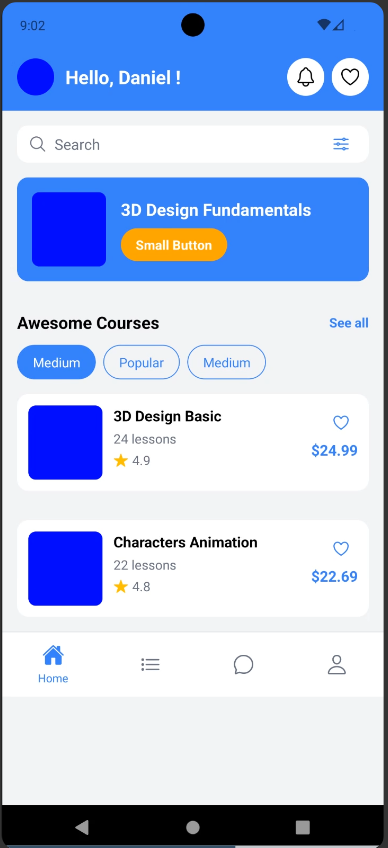 9:02
Hello, Daniel !
Search
3D Design Fundamentals
Small Button
Awesome Courses
See all
Medium
Popular
Medium
3D Design Basic
24 lessons
4.9
$24.99
Characters Animation
22 lessons
4.8
$22.69
Home